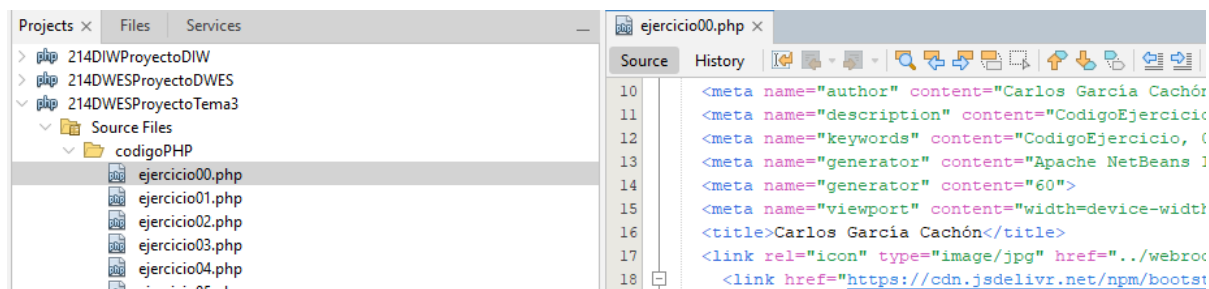 Projects Files Services
214DIWProyectoDIW
214DWESProyectoDWES
214DWESProyectoTema3
Source Files
codigoPHP
ejercicio00.php
ejercicio01.php
ejercicio02.php
ejercicio03.php
ejercicio04.php
ejercicio00.php
Source History
10 <meta name="author" content="Carlos García Cachón
11 <meta name="description" content="CodigoEjercicio
12 <meta name="keywords" content="CodigoEjercicio,
13 <meta name="generator" content="Apache NetBeans
14 <meta name="generator" content="60">
15 <meta name="viewport" content="width=device-width
16 <title>Carlos García Cachón</title>
17 <link rel="icon" type="image/jpg" href="../webroo
18 <link href="https://cdn.jsdelivr.net/npm/bootst